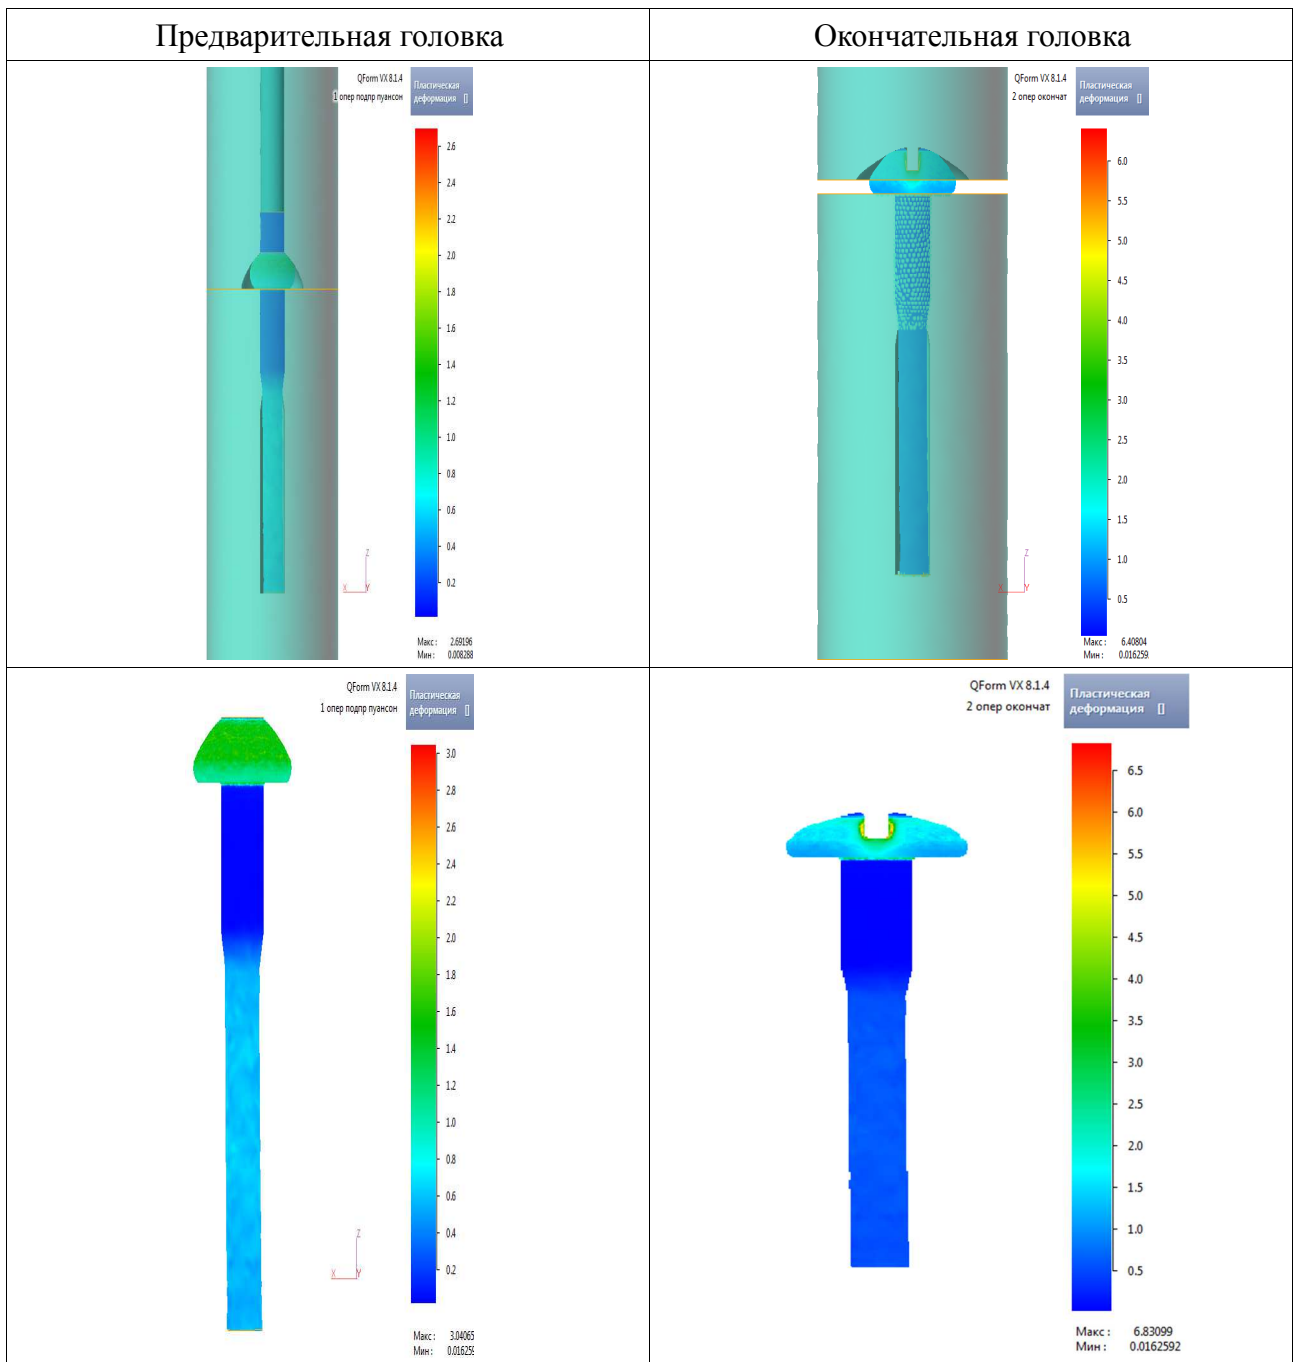 Предварительная головка
Окончательная головка
QForm VX 8.1.4
1 опер подпр пуансон
Пластическая
деформация []
2.6
2.4
2.2
2.0
1.8
1.6
1.4
1.2
1.0
0.8
0.6
0.4
0.2
Z
X Y
Макс : 2.69196
Мин : 0.008288
QForm VX 8.1.4
2 опер окончат
Пластическая
деформация []
6.0
5.5
5.0
4.5
4.0
3.5
3.0
2.5
2.0
1.5
1.0
0.5
Z
X Y
Макс : 6.40804
Мин : 0.016259
QForm VX 8.1.4
1 опер подпр пуансон
Пластическая
деформация []
3.0
2.8
2.6
2.4
2.2
2.0
1.8
1.6
1.4
1.2
1.0
0.8
0.6
0.4
0.2
Z
X Y
Макс : 3.04065
Мин : 0.01625
QForm VX 8.1.4
2 опер окончат
Пластическая
деформация []
6.5
6.0
5.5
5.0
4.5
4.0
3.5
3.0
2.5
2.0
1.5
1.0
0.5
Макс : 6.83099
Мин : 0.0162592